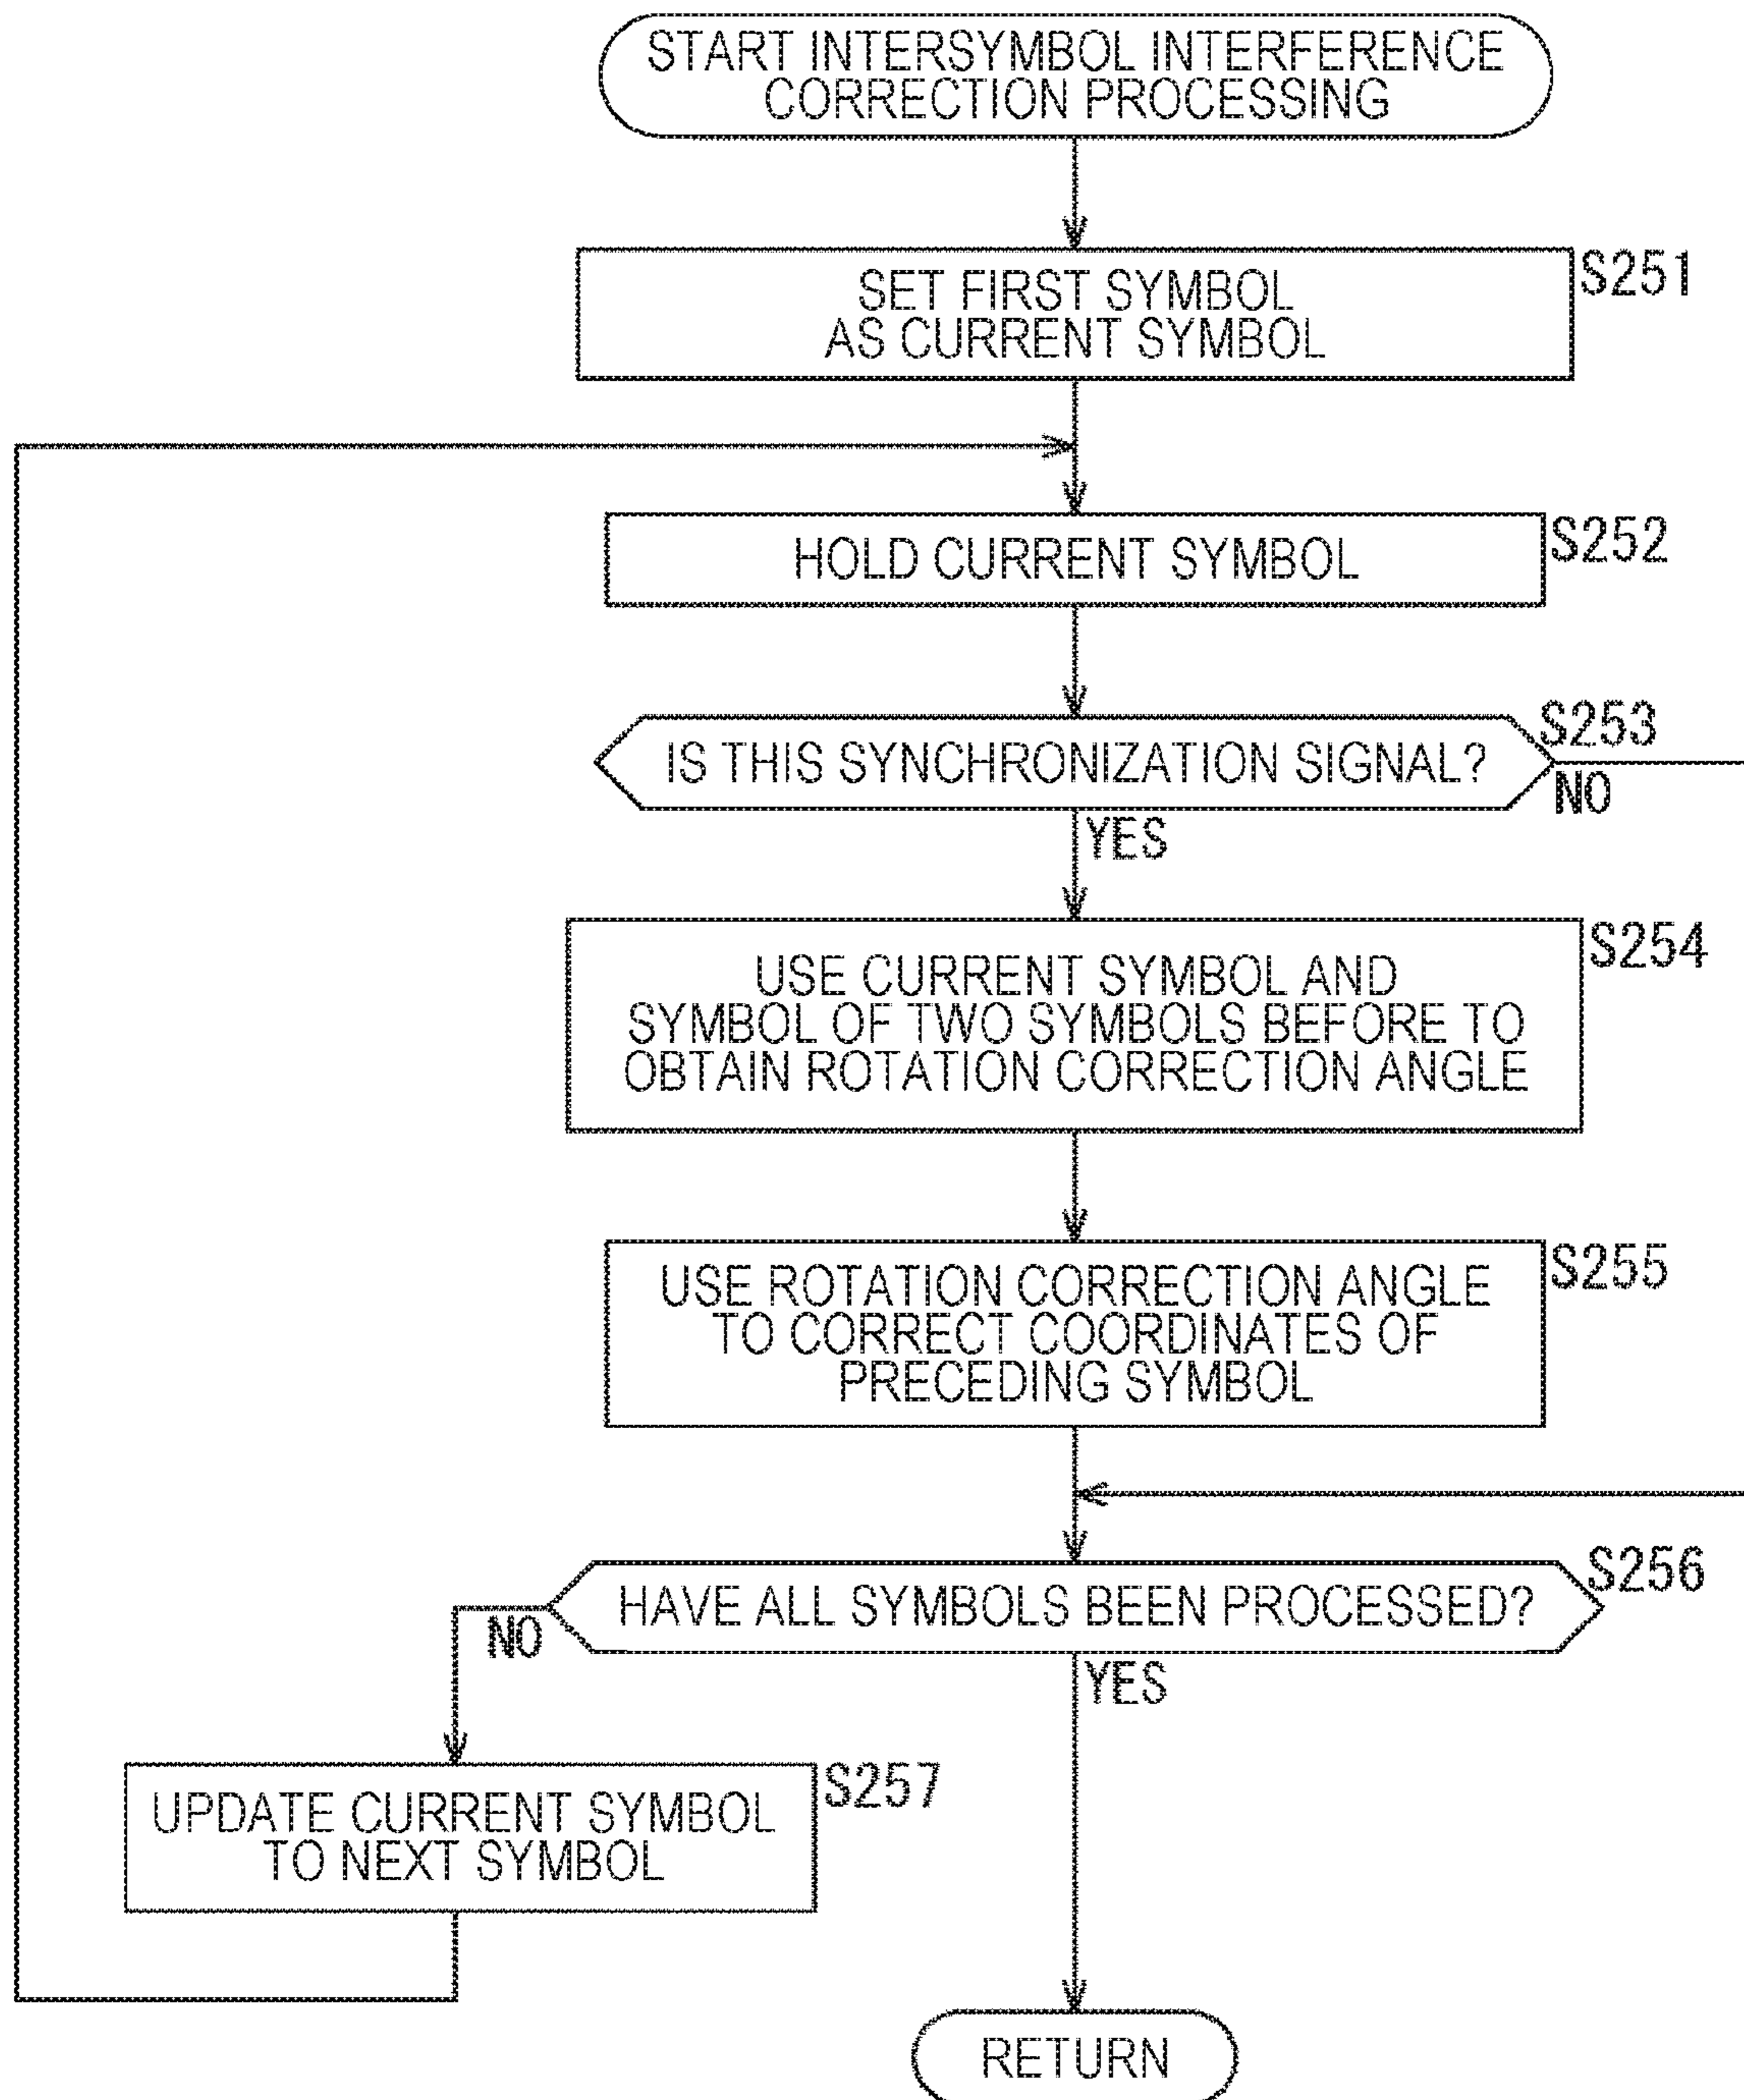 START INTERSYMBOL INTERFERENCE
CORRECTION PROCESSING
S251
SET FIRST SYMBOL
AS CURRENT SYMBOL
S252
HOLD CURRENT SYMBOL
S253
IS THIS SYNCHRONIZATION SIGNAL?
NO
YES
S254
USE CURRENT SYMBOL AND
SYMBOL OF TWO SYMBOLS BEFORE TO
OBTAIN ROTATION CORRECTION ANGLE
S255
USE ROTATION CORRECTION ANGLE
TO CORRECT COORDINATES OF
PRECEDING SYMBOL
S256
HAVE ALL SYMBOLS BEEN PROCESSED?
NO
YES
S257
UPDATE CURRENT SYMBOL
TO NEXT SYMBOL
RETURN